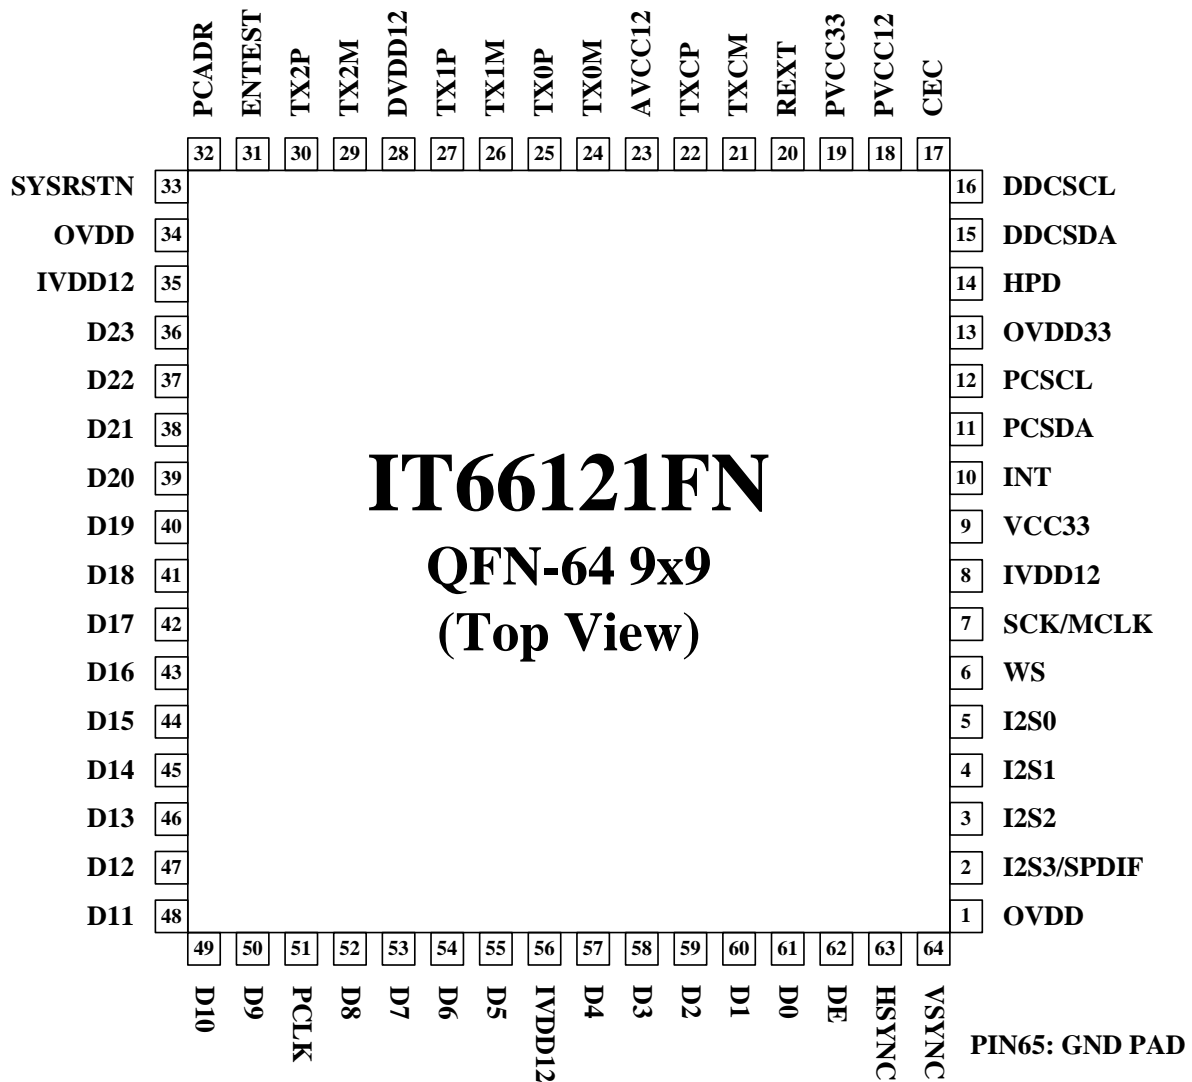 PCADR
ENTEST
TX2P
TX2M
DVDD12
TX1P
TX1M
TX0P
TX0M
AVCC12
TXCP
TXCM
REXT
PVCC33
PVCC12
CEC
32 31 30 29 28 27 26 25 24 23 22 21 20 19 18 17
SYSRSTN 33
16 DDCSCL
OVDD 34
15 DDCSDA
IVDD12 35
14 HPD
D23 36
13 OVDD33
D22 37
12 PCSCL
D21 38
11 PCSDA
D20 39
10 INT
D19 40
9 VCC33
D18 41
8 IVDD12
D17 42
7 SCK/MCLK
D16 43
6 WS
D15 44
5 I2S0
D14 45
4 I2S1
D13 46
3 I2S2
D12 47
2 I2S3/SPDIF
D11 48
1 OVDD
IT66121FN
QFN-64 9x9
(Top View)
49 50 51 52 53 54 55 56 57 58 59 60 61 62 63 64
D10
D9
PCLK
D8
D7
D6
D5
IVDD12
D4
D3
D2
D1
D0
DE
HSYNC
VSYNC
PIN65: GND PAD